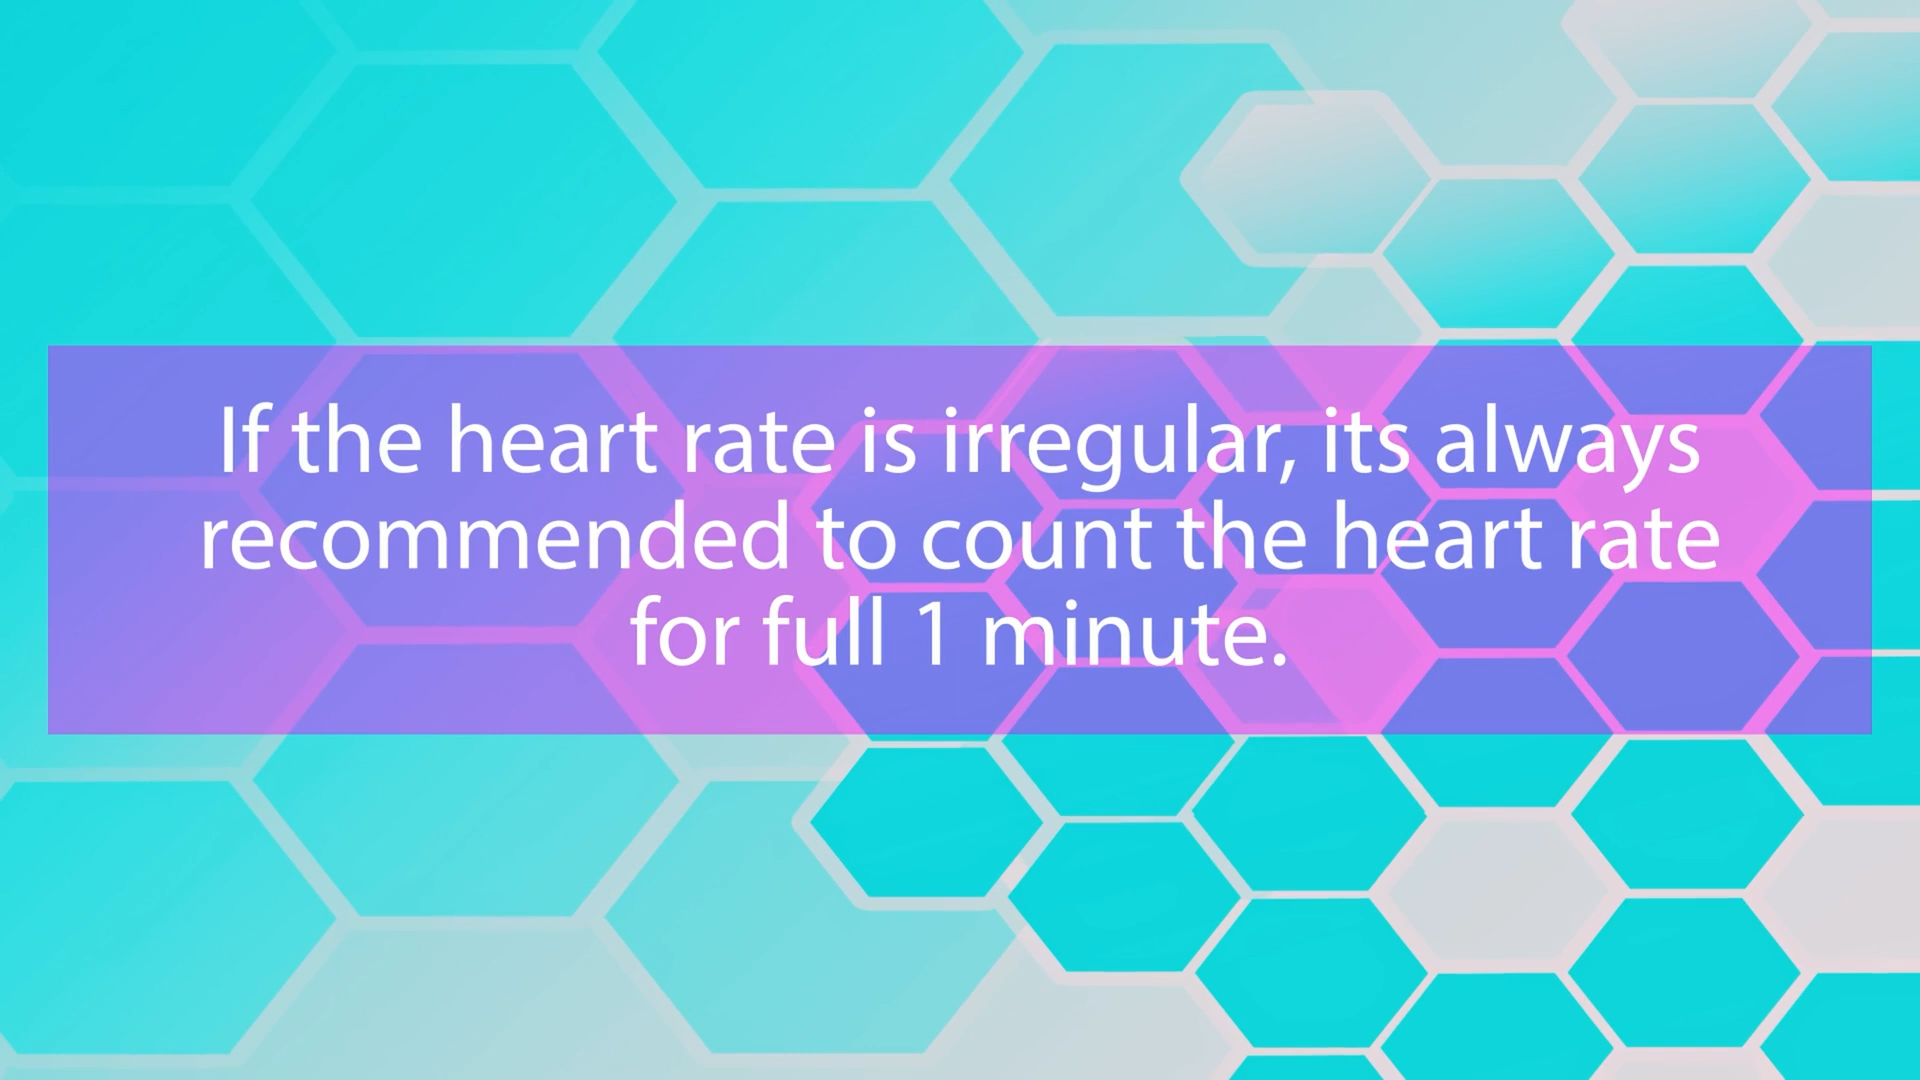 If the heart rate is irregular, its always
recommended to count the heart rate
for full 1 minute.